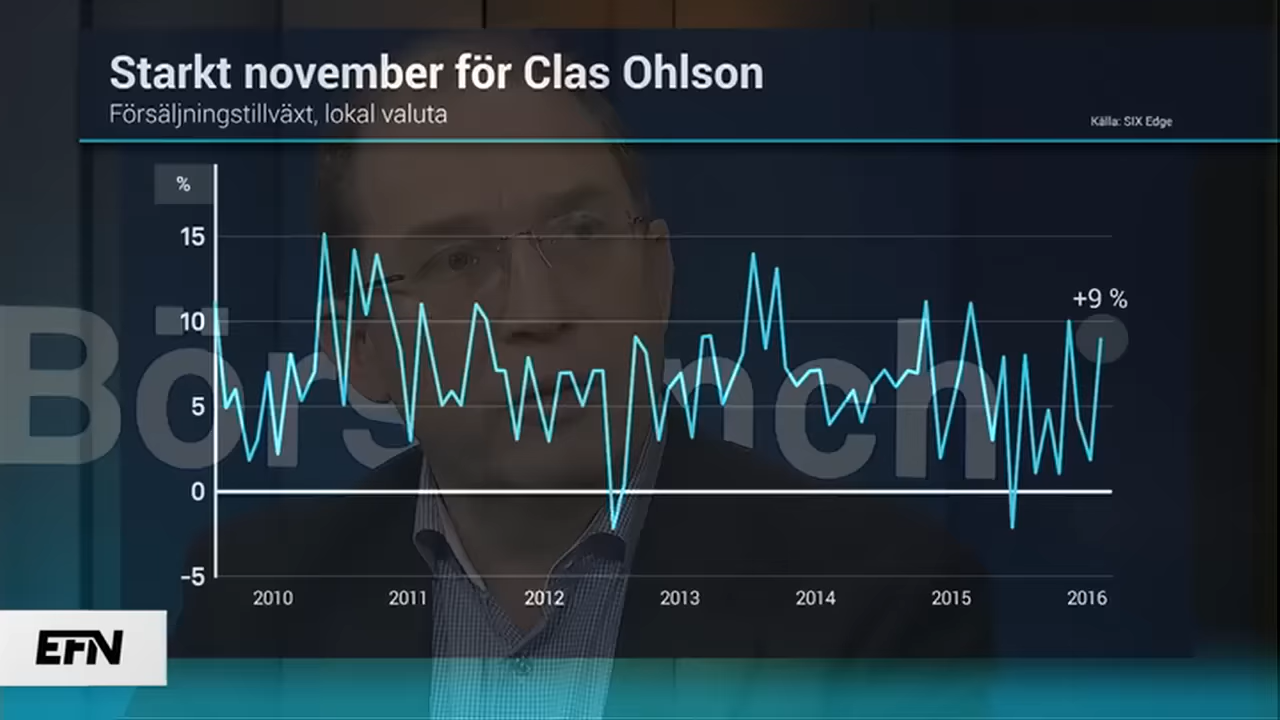 Starkt november för Clas Ohlson
Försäljningstillväxt, lokal valuta
Källa: SIX Edge
%
15
+9 %
10
5
0
-5
2010 2011 2012 2013 2014 2015 2016
EFN